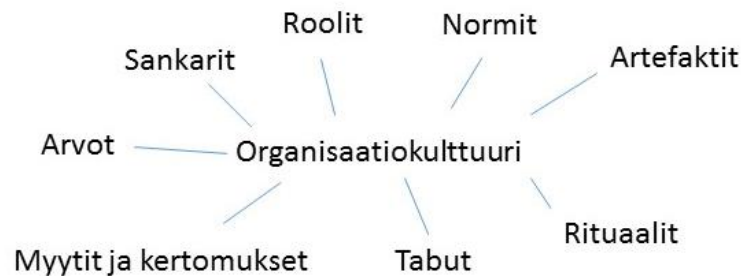 Roolit
Normit
Sankarit
Artefaktit
Arvot
Organisaatiokulttuuri
Rituaalit
Myytit ja kertomukset
Tabut